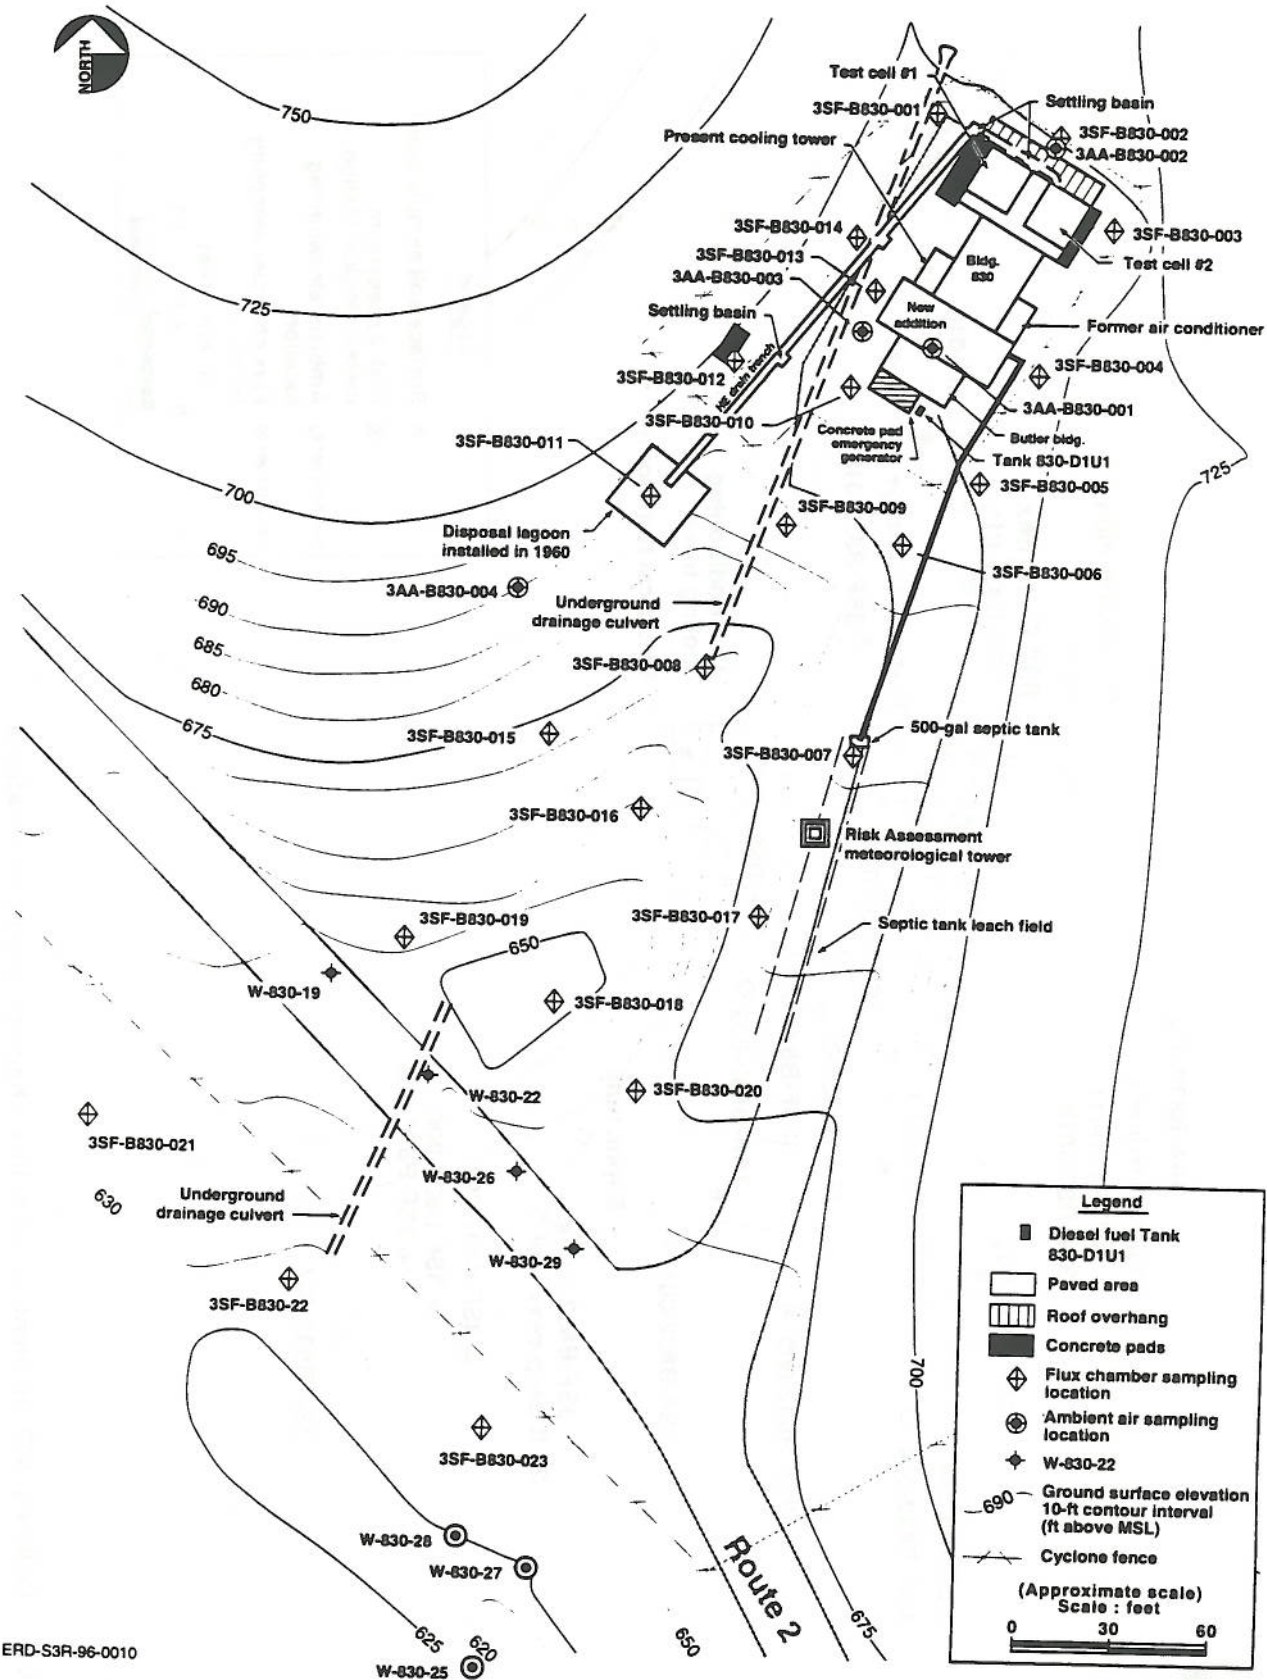 NORTH
750
Test cell #1
3SF-B830-001
Settling basin
3SF-B830-002
3AA-B830-002
Present cooling tower
3SF-B830-014
3SF-B830-003
3SF-B830-013
Bldg.
830
Test cell #2
3AA-B830-003
725
Settling basin
New
addition
Former air conditioner
HE drain trench
3SF-B830-012
3SF-B830-004
3SF-B830-010
3AA-B830-001
3SF-B830-011
Concrete pad
emergency
generator
Butler bldg.
Tank 830-D1U1
725
700
3SF-B830-005
3SF-B830-009
Disposal lagoon
installed in 1960
695
3SF-B830-006
3AA-B830-004
690
Underground
drainage culvert
685
3SF-B830-008
680
675
3SF-B830-015
500-gal septic tank
3SF-B830-007
3SF-B830-016
Risk Assessment
meteorological tower
3SF-B830-019
3SF-B830-017
Septic tank leach field
650
W-830-19
3SF-B830-018
W-830-22
3SF-B830-020
3SF-B830-021
W-830-26
630
Underground
drainage culvert
W-830-29
3SF-B830-22
700
3SF-B830-023
W-830-28
W-830-27
Route 2
625
620
650
675
W-830-25
ERD-S3R-96-0010
Legend
Diesel fuel Tank
830-D1U1
Paved area
Roof overhang
Concrete pads
Flux chamber sampling
location
Ambient air sampling
location
W-830-22
690
Ground surface elevation
10-ft contour interval
(ft above MSL)
Cyclone fence
(Approximate scale)
Scale : feet
0 30 60